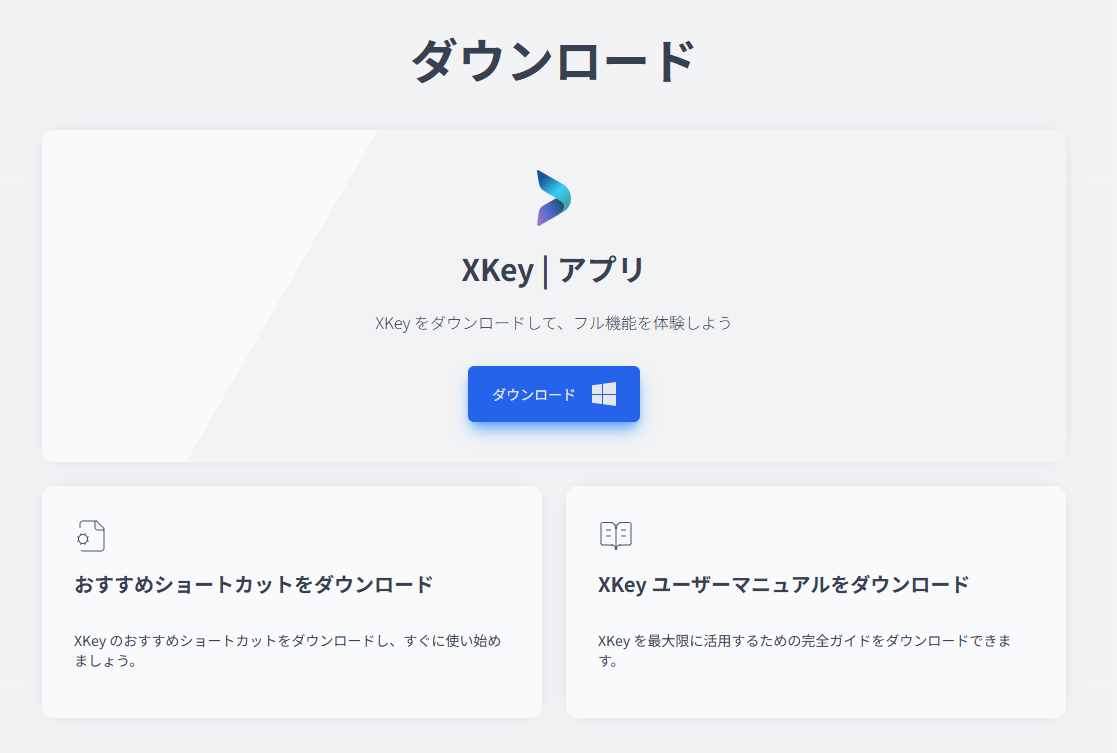 ダウンロード
XKey | アプリ
XKey をダウンロードして、フル機能を体験しよう
ダウンロード
おすすめショートカットをダウンロード
XKey のおすすめショートカットをダウンロードし、すぐに使い始め
ましょう。
XKey ユーザーマニュアルをダウンロード
XKey を最大限に活用するための完全ガイドをダウンロードできま
す。